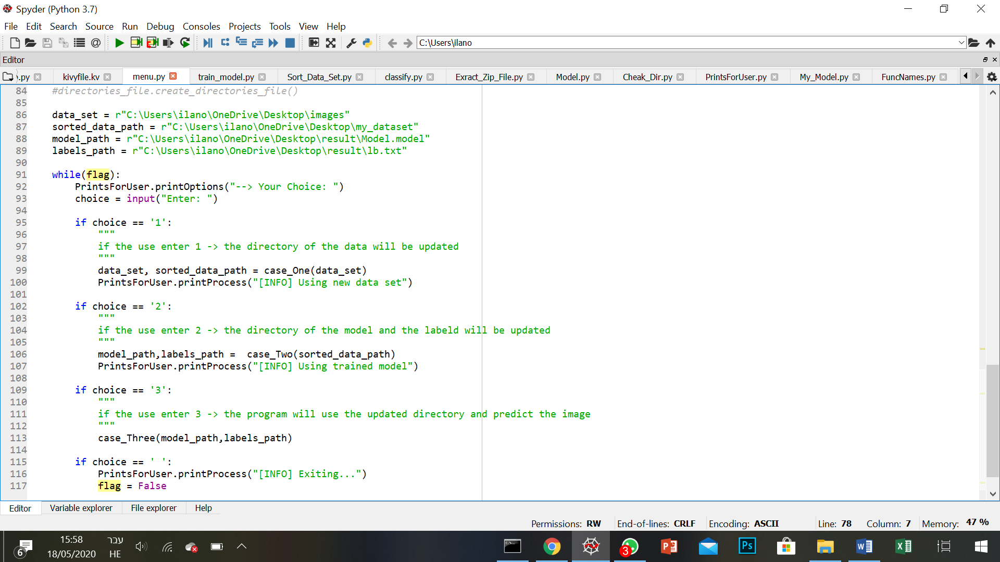 Spyder (Python 3.7)
File Edit Search Source Run Debug Consoles Projects Tools View Help
C:\Users\ilano
Editor
.py kivyfile.kv menu.py train_model.py Sort_Data_Set.py classify.py Exract_Zip_File.py Model.py Cheak_Dir.py PrintsForUser.py My_Model.py FuncNames.py
84 #directories_file.create_directories_file()
85
86 data_set = r"C:\Users\ilano\OneDrive\Desktop\images"
87 sorted_data_path = r"C:\Users\ilano\OneDrive\Desktop\my_dataset"
88 model_path = r"C:\Users\ilano\OneDrive\Desktop\result\Model.model"
89 labels_path = r"C:\Users\ilano\OneDrive\Desktop\result\lb.txt"
90
91 while(flag):
92 PrintsForUser.printOptions("--> Your Choice: ")
93 choice = input("Enter: ")
94
95 if choice == '1':
96 """
97 if the use enter 1 -> the directory of the data will be updated
98 """
99 data_set, sorted_data_path = case_One(data_set)
100 PrintsForUser.printProcess("[INFO] Using new data set")
101
102 if choice == '2':
103 """
104 if the use enter 2 -> the directory of the model and the labeld will be updated
105 """
106 model_path,labels_path =  case_Two(sorted_data_path)
107 PrintsForUser.printProcess("[INFO] Using trained model")
108
109 if choice == '3':
110 """
111 if the use enter 3 -> the program will use the updated directory and predict the image
112 """
113 case_Three(model_path,labels_path)
114
115 if choice == ' ':
116 PrintsForUser.printProcess("[INFO] Exiting...")
117 flag = False
Editor Variable explorer File explorer Help
Permissions: RW End-of-lines: CRLF Encoding: ASCII Line: 78 Column: 7 Memory: 47 %
6 15:58 עבר
18/05/2020 HE
C:\_ 3 P Ps W X